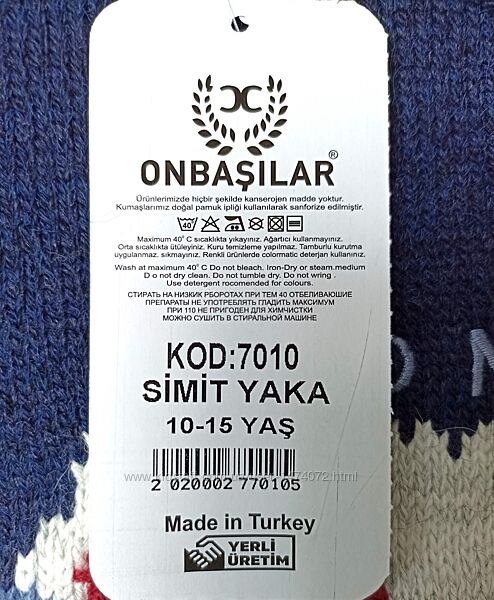 ONBAŞILAR®
Ürünlerimizde hiçbir şekilde kanserojen madde yoktur.
Kumaşlarımız doğal pamuk ipliği kullanılarak sanforize edilmiştir.
40
Maximum 40° C sıcaklıkta yıkayınız. Ağartıcı kullanmayınız.
Orta sıcaklıkta ütüleyiniz. Kuru temizleme yapılmaz. Tamburlu kurutma
uygulanmaz. sıkmayınız. Renkli ürünlerde colormatic deterjan kullanınız.
Wash at maximum 40° C Do not bleach. Iron-Dry or steam.medium
D o not dry clean. Do not tumble dry. Do not wring .
Use detergent rocomended for colours.
СТИРАТЬ НА НИЗКИК РБОРОТАХ ПРИ ТЕМ 40 ОТБЕЛИВАЮШИЕ
ПРЕПАРАТЫ НЕ УПОТРЕБЛЯТЬ ГЛАДИТЬ МАКСИМУМ
ПРИ 110 НЕ ПРИГОДЕН ДЛЯ ХИМЧИСТКИ
МОЖНО СУШИТЬ В СТИРАЛЬНОЙ МАШИНЕ
KOD:7010
SİMİT YAKA
10-15 YAŞ
2 020002 770105
Made in Turkey
YERLİ
ÜRETİM